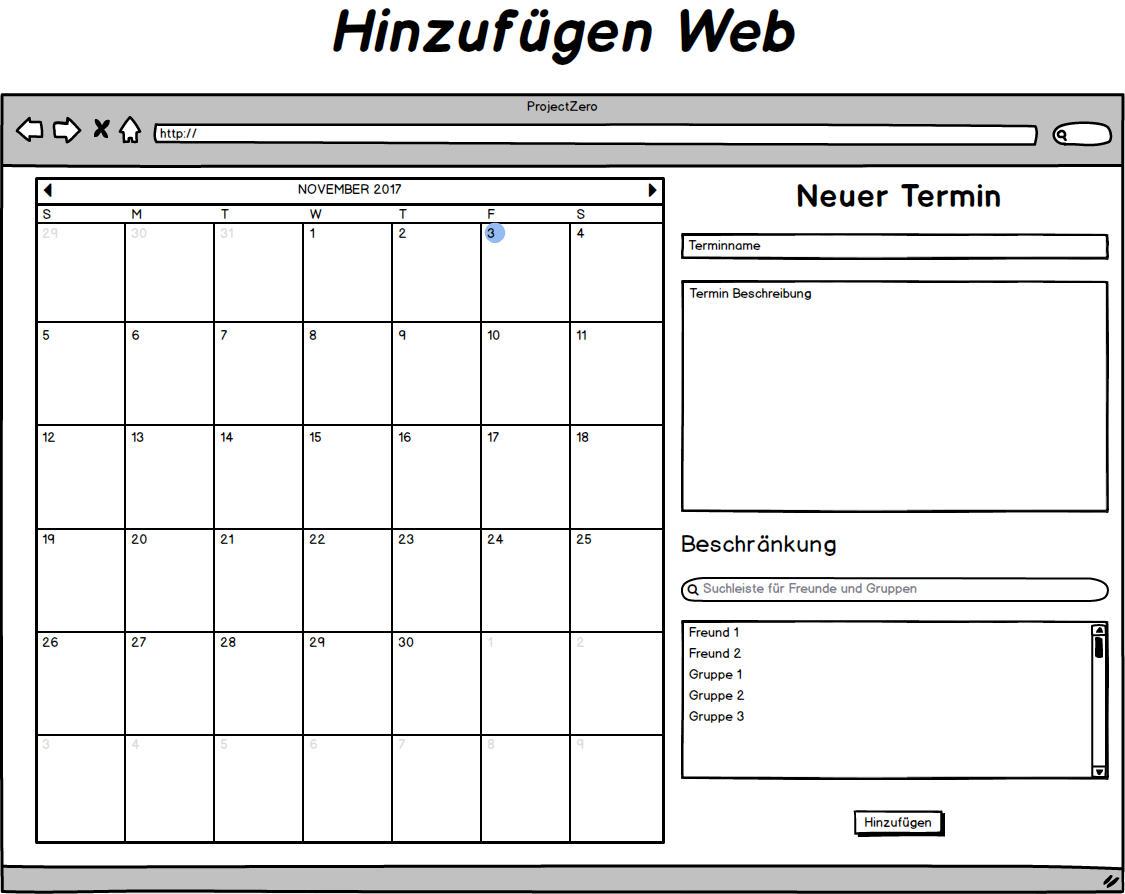 Hinzufügen Web
ProjectZero
http://
NOVEMBER 2017
S M T W T F S
29 30 31 1 2 3 4
5 6 7 8 9 10 11
12 13 14 15 16 17 18
19 20 21 22 23 24 25
26 27 28 29 30 1 2
3 4 5 6 7 8 9
Neuer Termin
Terminname
Termin Beschreibung
Beschränkung
Suchleiste für Freunde und Gruppen
Freund 1
Freund 2
Gruppe 1
Gruppe 2
Gruppe 3
Hinzufügen